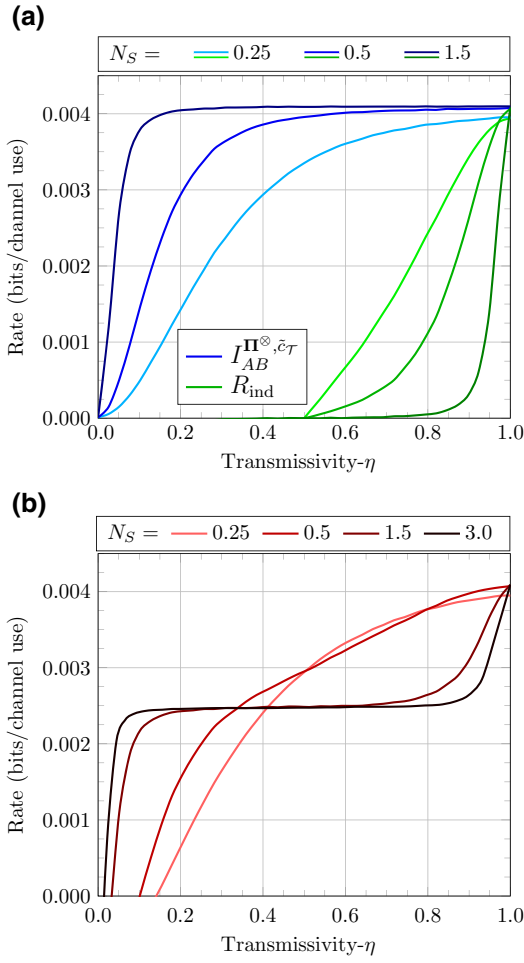 (a)
N_S = 0.25 0.5 1.5
Rate (bits/channel use)
0.004
0.003
0.002
0.001
0.000
I_{AB}^{Π^⊗, c̃_𝒯}
R_ind
0.0 0.2 0.4 0.6 0.8 1.0
Transmissivity-η
(b)
N_S = 0.25 0.5 1.5 3.0
Rate (bits/channel use)
0.004
0.003
0.002
0.001
0.000
0.0 0.2 0.4 0.6 0.8 1.0
Transmissivity-η